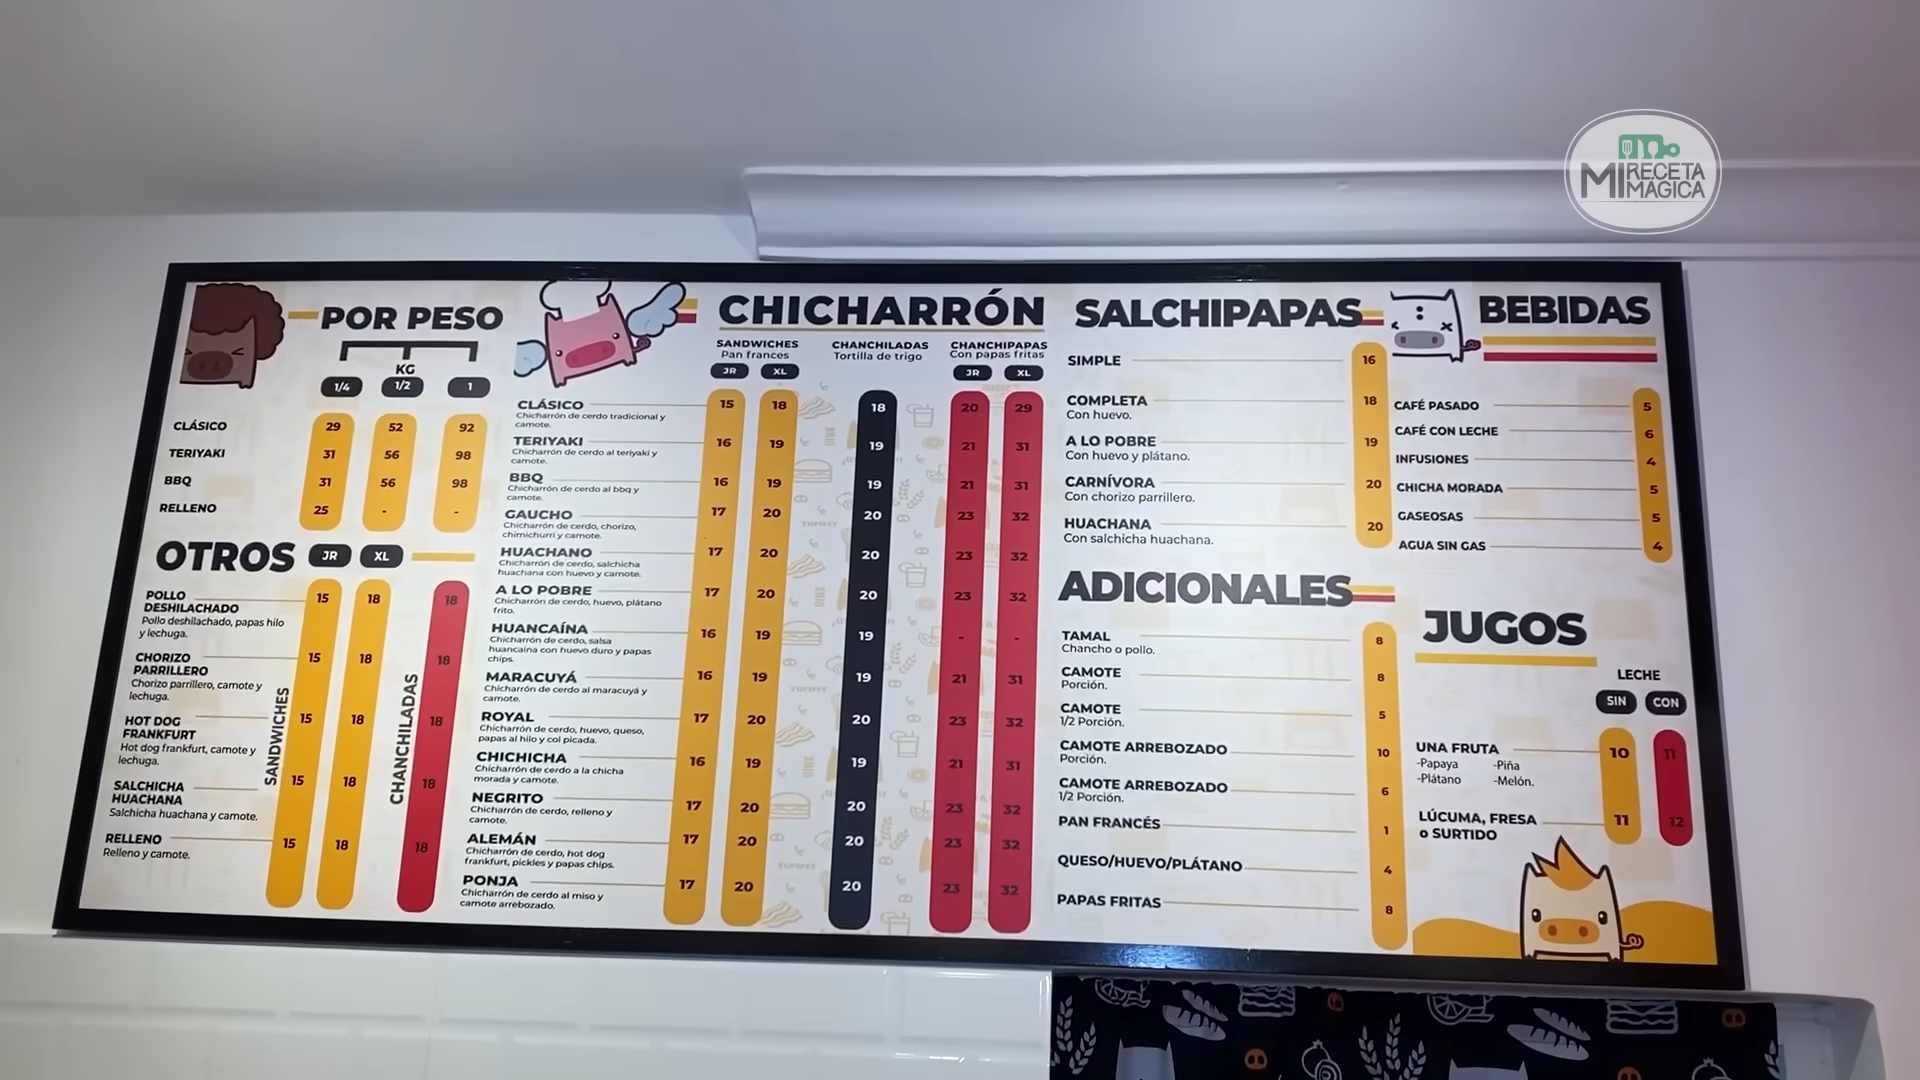 MI RECETA
MAGICA
POR PESO
KG
1/4 1/2 1
CLÁSICO 29 52 92
TERIYAKI 31 56 98
BBQ 31 56 98
RELLENO 25 - -
OTROS JR XL
SANDWICHES
CHANCHILADAS
POLLO
DESHILACHADO 15 18 18
Pollo deshilachado, papas hilo
y lechuga.
CHORIZO
PARRILLERO 15 18 18
Chorizo parrillero, camote y
lechuga.
HOT DOG
FRANKFURT 15 18 18
Hot dog frankfurt, camote y
lechuga.
SALCHICHA
HUACHANA 15 18 18
Salchicha huachana y camote.
RELLENO 15 18 18
Relleno y camote.
CHICHARRÓN
SANDWICHES CHANCHILADAS CHANCHIPAPAS
Pan frances Tortilla de trigo Con papas fritas
JR XL JR XL
CLÁSICO 15 18 18 20 29
Chicharrón de cerdo tradicional y
camote.
TERIYAKI 16 19 19 21 31
Chicharrón de cerdo al teriyaki y
camote.
BBQ 16 19 19 21 31
Chicharrón de cerdo al bbq y
camote.
GAUCHO 17 20 20 23 32
Chicharrón de cerdo, chorizo,
chimichurri y camote.
HUACHANO 17 20 20 23 32
Chicharrón de cerdo, salchicha
huachana con huevo y camote.
A LO POBRE 17 20 20 23 32
Chicharrón de cerdo, huevo, plátano
frito.
HUANCAÍNA 16 19 19 - -
Chicharrón de cerdo, salsa
huancaina con huevo duro y papas
chips.
MARACUYÁ 16 19 19 21 31
Chicharrón de cerdo al maracuyá y
camote.
ROYAL 17 20 20 23 32
Chicharrón de cerdo, huevo, queso,
papas al hilo y col picada.
CHICHICHA 16 19 19 21 31
Chicharrón de cerdo a la chicha
morada y camote.
NEGRITO 17 20 20 23 32
Chicharrón de cerdo, relleno y
camote.
ALEMÁN 17 20 20 23 32
Chicharrón de cerdo, hot dog
frankfurt, pickles y papas chips.
PONJA 17 20 20 23 32
Chicharrón de cerdo al miso y
camote arrebozado.
SALCHIPAPAS
SIMPLE 16
COMPLETA 18
Con huevo.
A LO POBRE 19
Con huevo y plátano.
CARNÍVORA 20
Con chorizo parrillero.
HUACHANA 20
Con salchicha huachana.
ADICIONALES
TAMAL 8
Chancho o pollo.
CAMOTE 8
Porción.
CAMOTE 5
1/2 Porción.
CAMOTE ARREBOZADO 10
Porción.
CAMOTE ARREBOZADO 6
1/2 Porción.
PAN FRANCÉS 1
QUESO/HUEVO/PLÁTANO 4
PAPAS FRITAS 8
BEBIDAS
CAFÉ PASADO 5
CAFÉ CON LECHE 6
INFUSIONES 4
CHICHA MORADA 5
GASEOSAS 5
AGUA SIN GAS 4
JUGOS
LECHE
SIN CON
UNA FRUTA 10 11
-Papaya -Piña
-Plátano -Melón.
LÚCUMA, FRESA 11 12
o SURTIDO